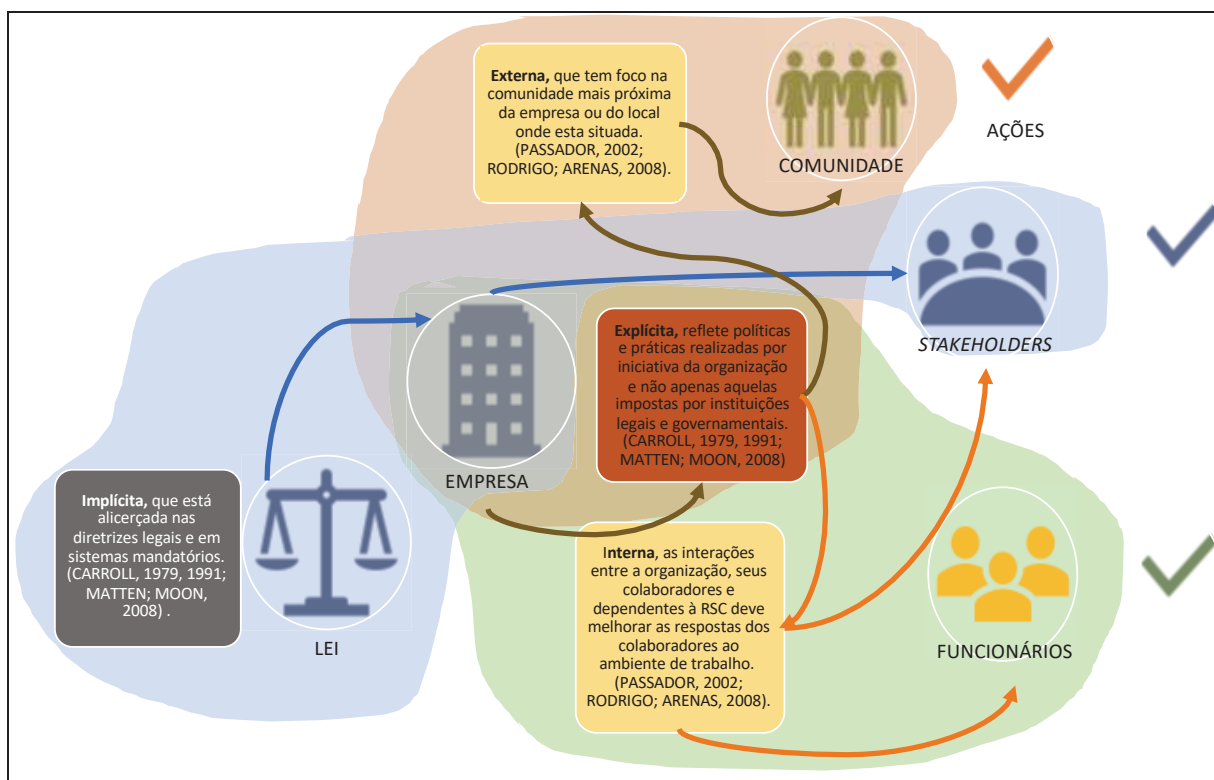 Externa, que tem foco na
comunidade mais próxima
da empresa ou do local
onde esta situada.
(PASSADOR, 2002;
RODRIGO; ARENAS, 2008).
COMUNIDADE
AÇÕES
STAKEHOLDERS
Explícita, reflete políticas
e práticas realizadas por
iniciativa da organização
e não apenas aquelas
impostas por instituições
legais e governamentais.
(CARROLL, 1979, 1991;
MATTEN; MOON, 2008)
EMPRESA
Implícita, que está
alicerçada nas
diretrizes legais e em
sistemas mandatórios.
(CARROLL, 1979, 1991;
MATTEN; MOON,
2008) .
LEI
Interna, as interações
entre a organização, seus
colaboradores e
dependentes à RSC deve
melhorar as respostas dos
colaboradores ao
ambiente de trabalho.
(PASSADOR, 2002;
RODRIGO; ARENAS, 2008).
FUNCIONÁRIOS